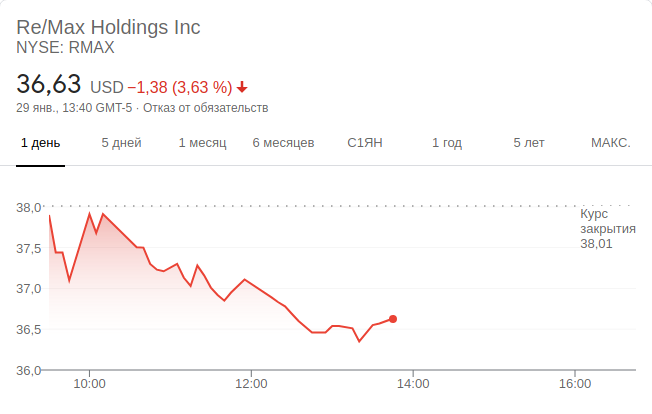 Re/Max Holdings Inc
NYSE: RMAX
36,63 USD −1,38 (3,63 %)
29 янв., 13:40 GMT-5 · Отказ от обязательств
1 день 5 дней 1 месяц 6 месяцев С1ЯН 1 год 5 лет МАКС.
38,0
Курс
закрытия
38,01
37,5
37,0
36,5
36,0
10:00 12:00 14:00 16:00